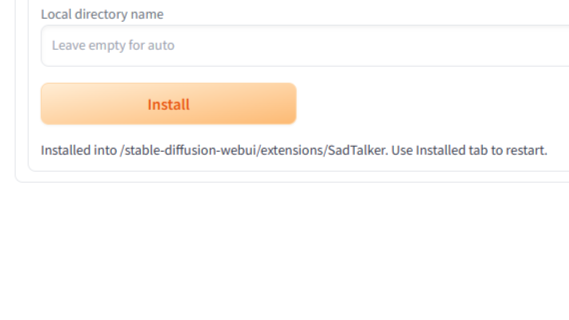 Local directory name
Leave empty for auto
Install
Installed into /stable-diffusion-webui/extensions/SadTalker. Use Installed tab to restart.